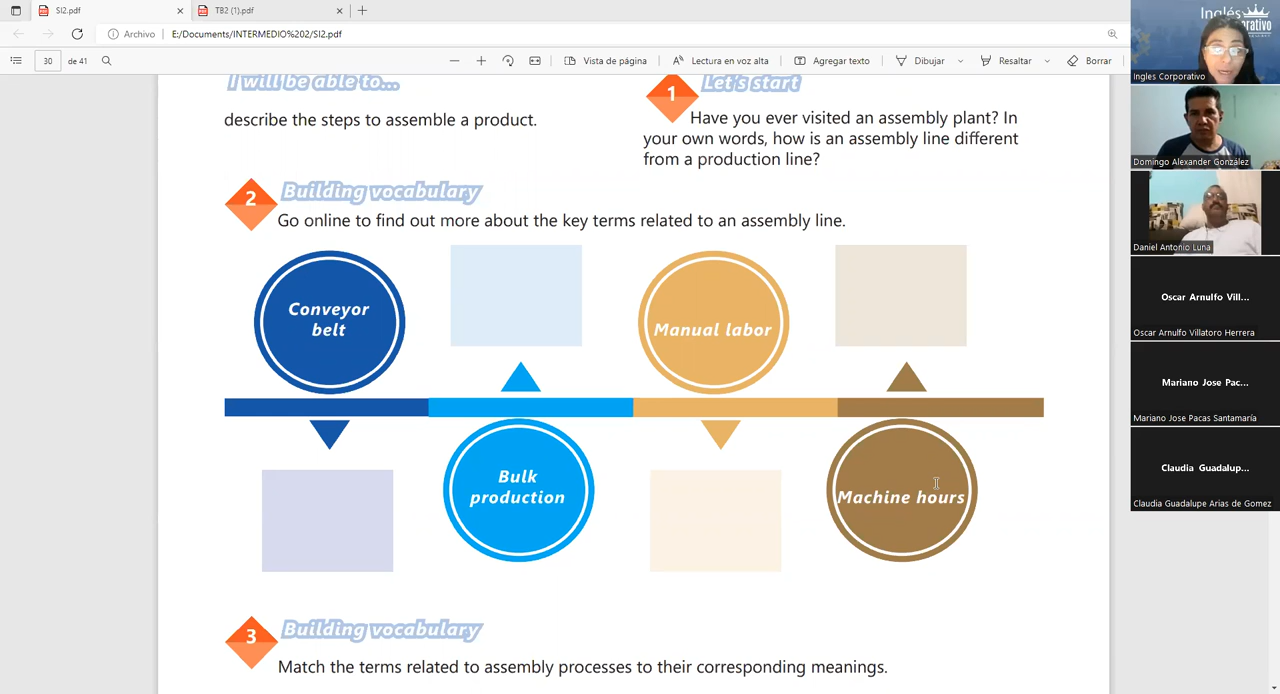 SI2.pdf
TB2 (1).pdf
Archivo
E:/Documents/INTERMEDIO%202/SI2.pdf
30
de 41
Vista de página
Lectura en voz alta
Agregar texto
Dibujar
Resaltar
Borrar
I will be able to...
describe the steps to assemble a product.
1
Let's start
Have you ever visited an assembly plant? In
your own words, how is an assembly line different
from a production line?
2
Building vocabulary
Go online to find out more about the key terms related to an assembly line.
Conveyor
belt
Manual labor
Bulk
production
Machine hours
3
Building vocabulary
Match the terms related to assembly processes to their corresponding meanings.
Inglés
Ingles Corporativo
Domingo Alexander González
Daniel Antonio Luna
Oscar Arnulfo Vill...
Oscar Arnulfo Villatoro Herrera
Mariano Jose Pac...
Mariano Jose Pacas Santamaría
Claudia Guadalup...
Claudia Guadalupe Arias de Gomez